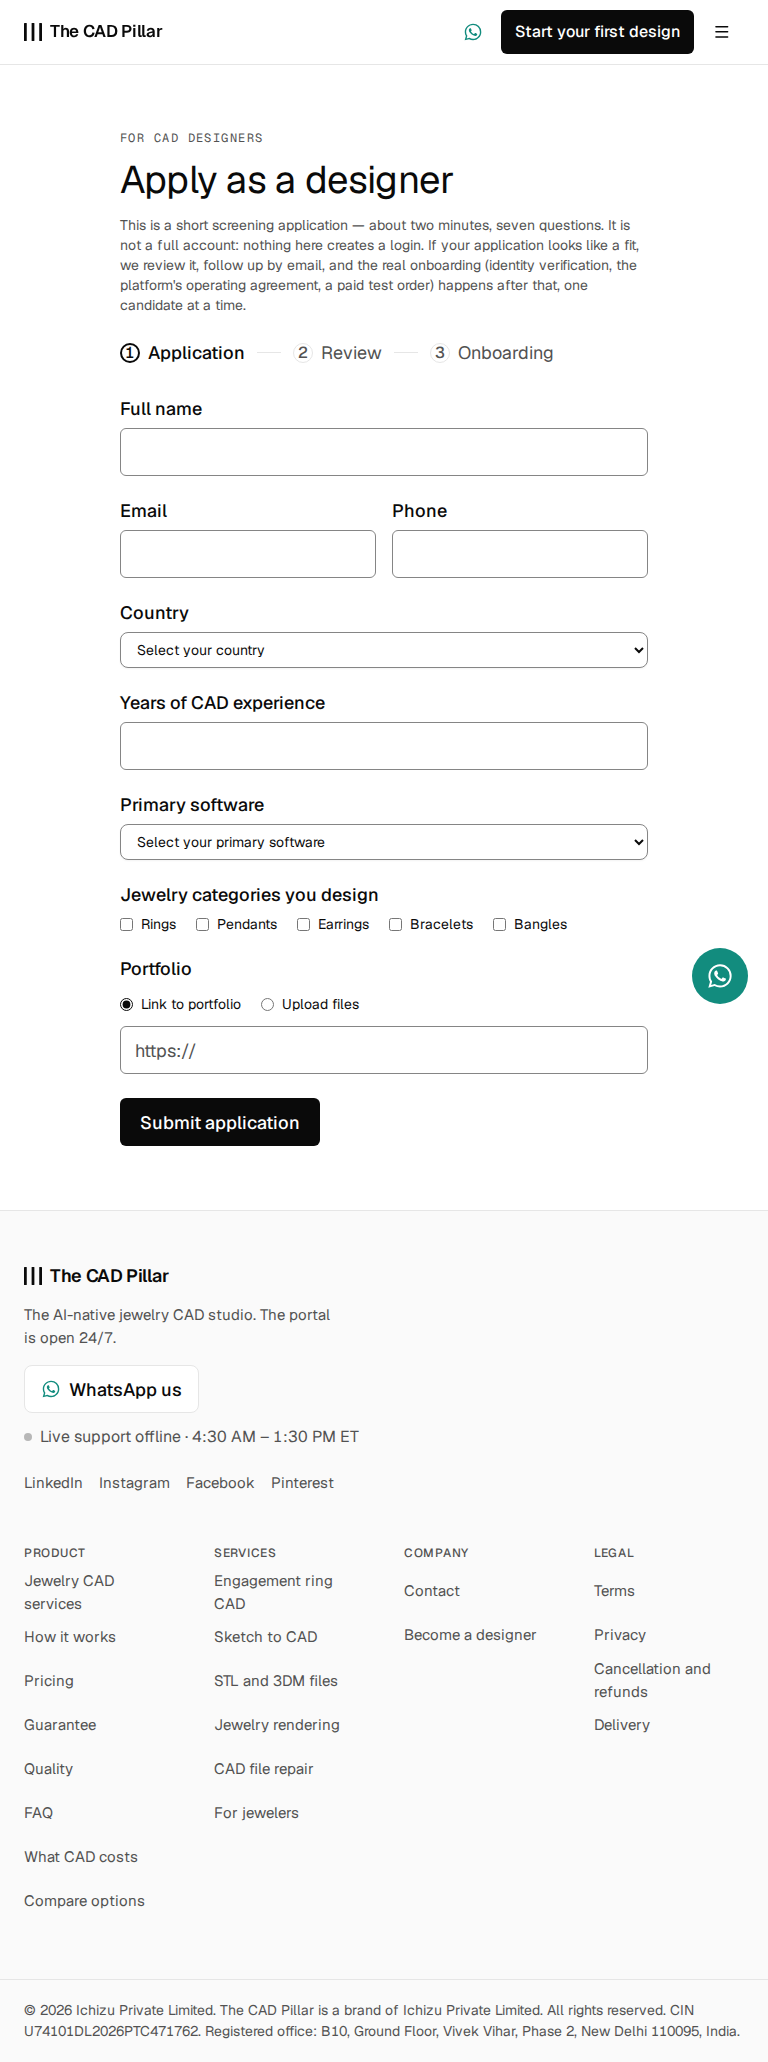 The CAD Pillar
Start your first design
FOR CAD DESIGNERS
Apply as a designer
This is a short screening application — about two minutes, seven questions. It is
not a full account: nothing here creates a login. If your application looks like a fit,
we review it, follow up by email, and the real onboarding (identity verification, the
platform's operating agreement, a paid test order) happens after that, one
candidate at a time.
1 Application 2 Review 3 Onboarding
Full name
Email Phone
Country
Select your country
Years of CAD experience
Primary software
Select your primary software
Jewelry categories you design
Rings Pendants Earrings Bracelets Bangles
Portfolio
Link to portfolio Upload files
https://
Submit application
The CAD Pillar
The AI-native jewelry CAD studio. The portal
is open 24/7.
WhatsApp us
Live support offline · 4:30 AM – 1:30 PM ET
LinkedIn Instagram Facebook Pinterest
PRODUCT
Jewelry CAD
services
How it works
Pricing
Guarantee
Quality
FAQ
What CAD costs
Compare options
SERVICES
Engagement ring
CAD
Sketch to CAD
STL and 3DM files
Jewelry rendering
CAD file repair
For jewelers
COMPANY
Contact
Become a designer
LEGAL
Terms
Privacy
Cancellation and
refunds
Delivery
© 2026 Ichizu Private Limited. The CAD Pillar is a brand of Ichizu Private Limited. All rights reserved. CIN
U74101DL2026PTC471762. Registered office: B10, Ground Floor, Vivek Vihar, Phase 2, New Delhi 110095, India.